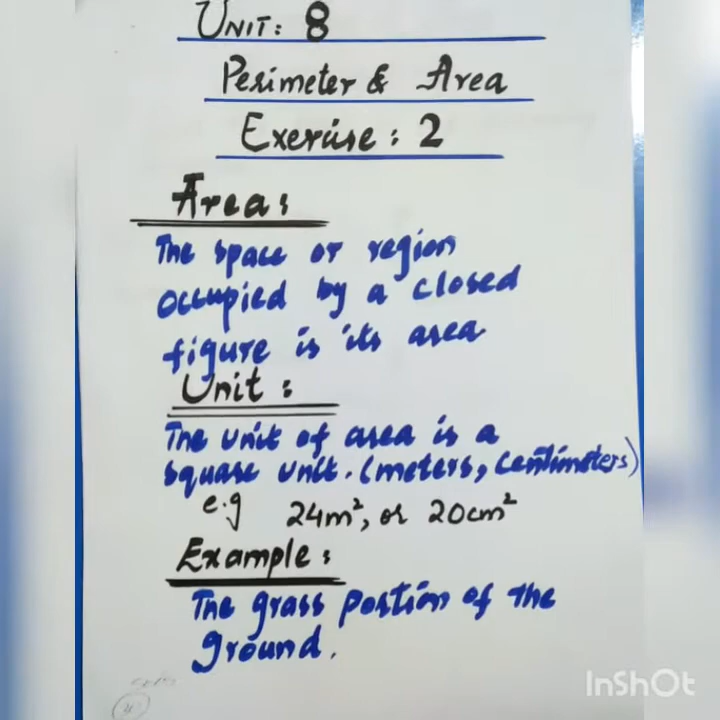 UNIT: 8
Perimeter & Area
Exercise: 2
Area:
The space or region
occupied by a closed
figure is its area
Unit:
The unit of area is a
square unit. (meters, centimeters)
e.g 24m², or 20cm²
Example:
The grass portion of the
ground.
InShOt